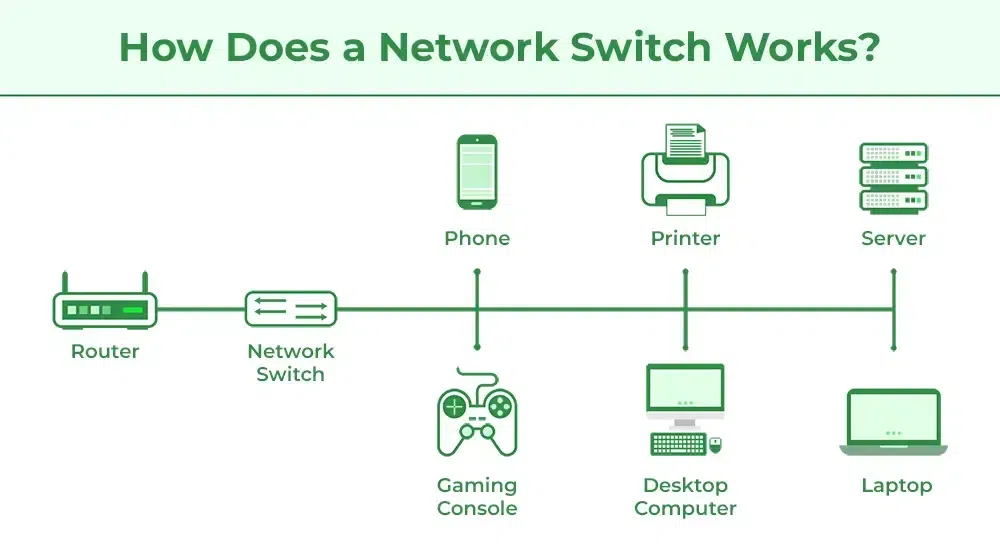 How Does a Network Switch Works?
Phone
Printer
Server
Router
Network
Switch
Gaming
Console
Desktop
Computer
Laptop